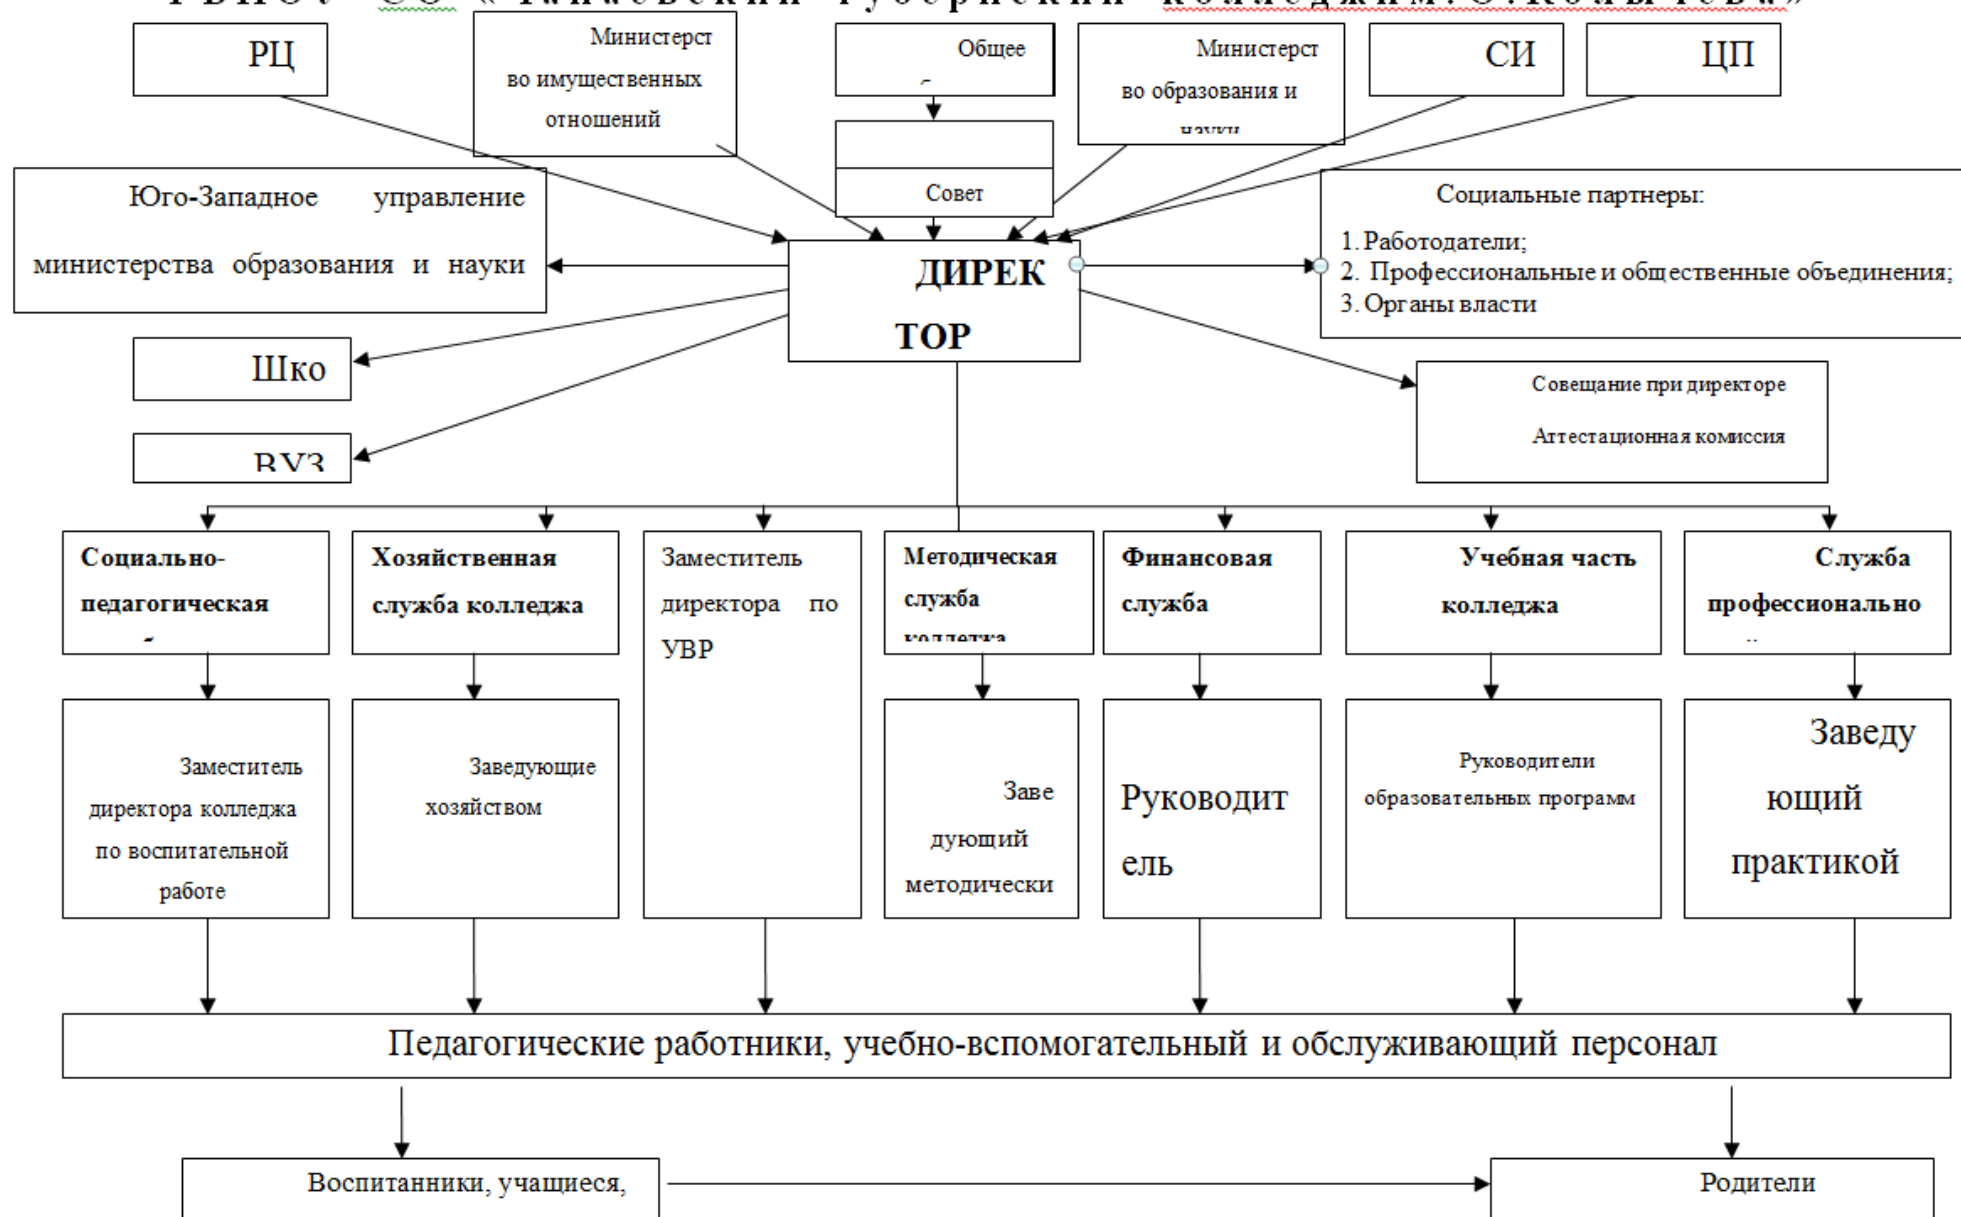 РЦ
Министерст
во имущественных
отношений
Общее
Министерст
во образования и
науки
СИ
ЦП
Совет
Юго-Западное управление
министерства образования и науки
ДИРЕК
ТОР
Социальные партнеры:
1. Работодатели;
2. Профессиональные и общественные объединения;
3. Органы власти
Шко
ВУЗ
Совещание при директоре
Аттестационная комиссия
Социально-
педагогическая
Хозяйственная
служба колледжа
Заместитель
директора по
УВР
Методическая
служба
колледжа
Финансовая
служба
Учебная часть
колледжа
Служба
профессионально
Заместитель
директора колледжа
по воспитательной
работе
Заведующие
хозяйством
Заве
дующий
методически
Руководит
ель
Руководители
образовательных программ
Заведу
ющий
практикой
Педагогические работники, учебно-вспомогательный и обслуживающий персонал
Воспитанники, учащиеся,
Родители